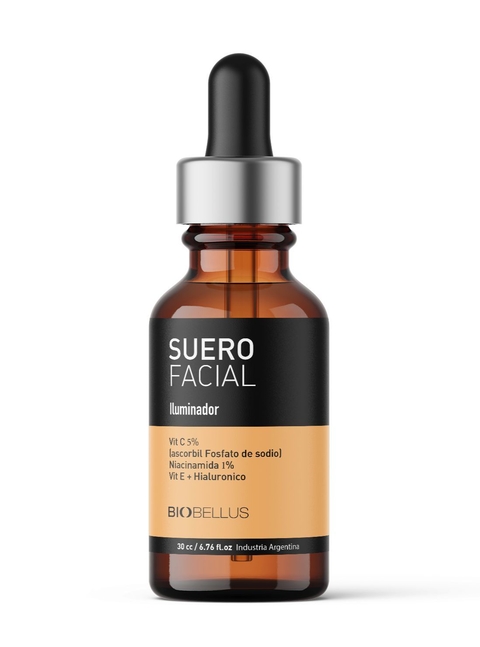 SUERO
FACIAL
Iluminador
Vit C 5%
(ascorbil Fosfato de sodio)
Niacinamida 1%
Vit E + Hialuronico
BIOBELLUS
30 cc / 6.76 fl.oz Industria Argentina